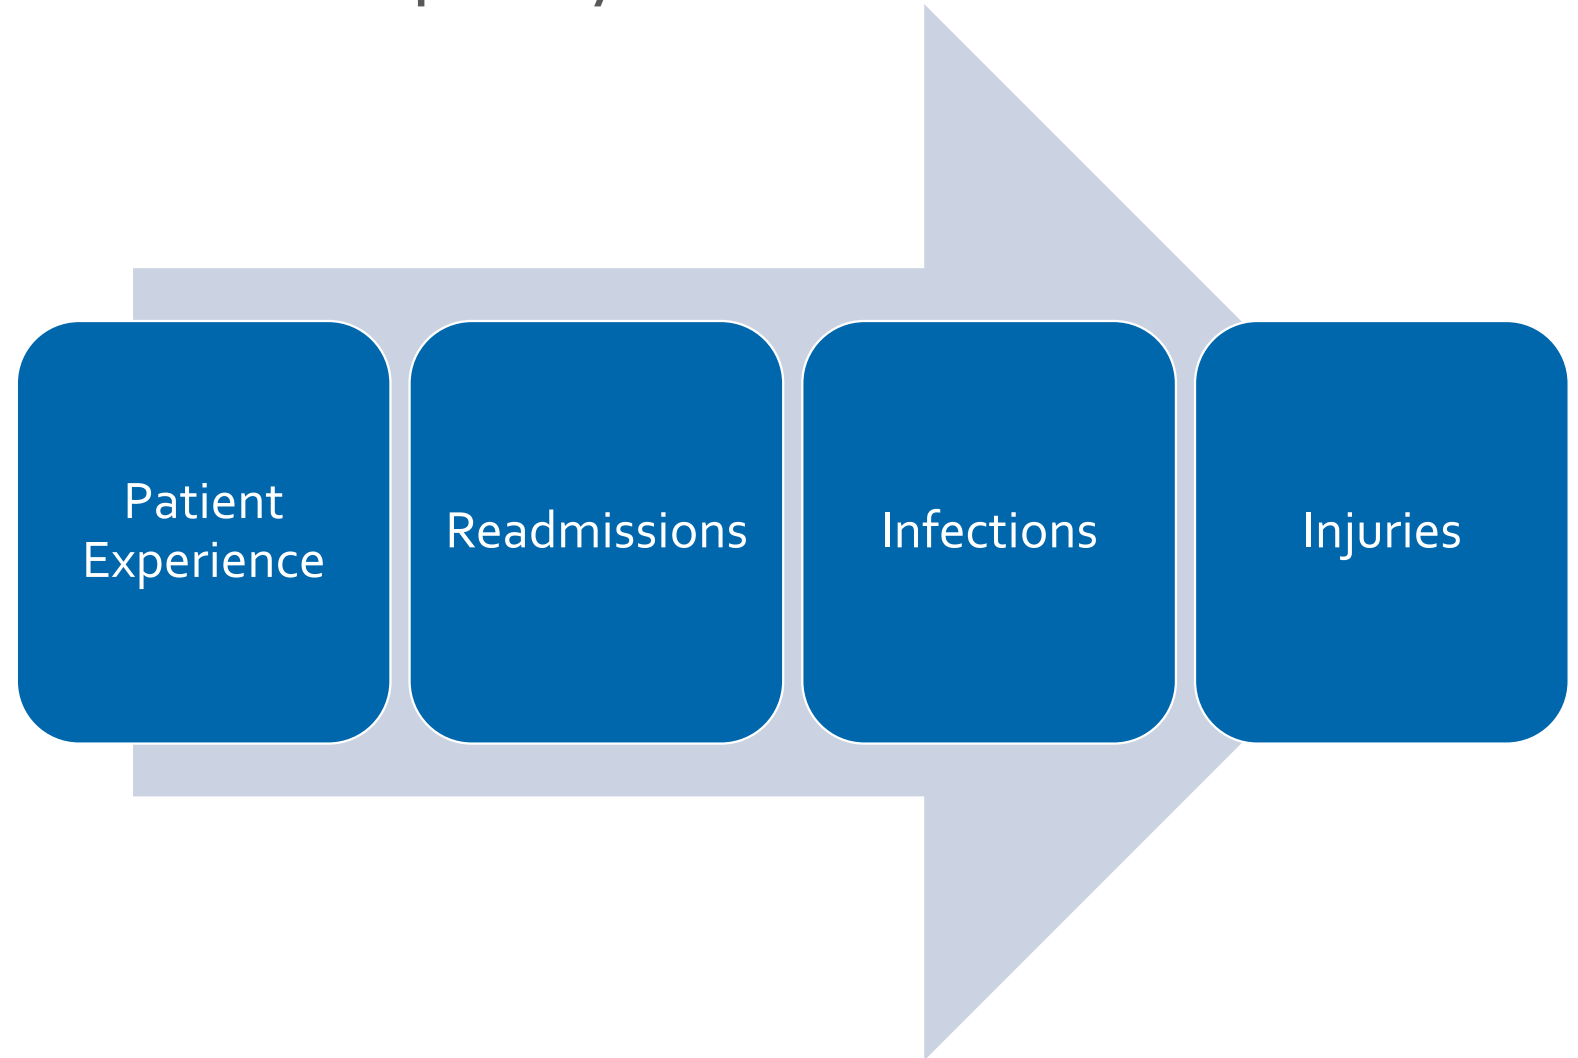 Patient
Experience
Readmissions
Infections
Injuries